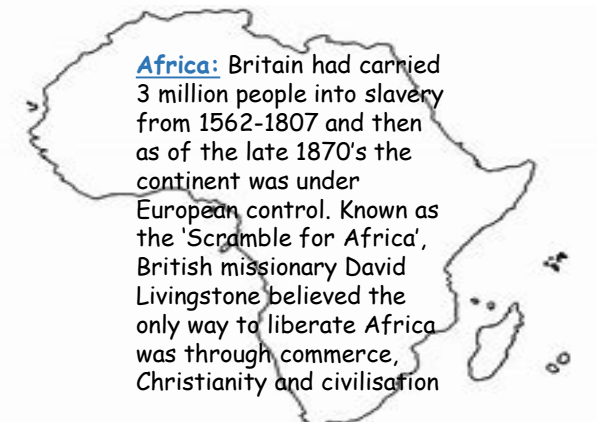 Africa: Britain had carried
3 million people into slavery
from 1562-1807 and then
as of the late 1870's the
continent was under
European control. Known as
the 'Scramble for Africa',
British missionary David
Livingstone believed the
only way to liberate Africa
was through commerce,
Christianity and civilisation